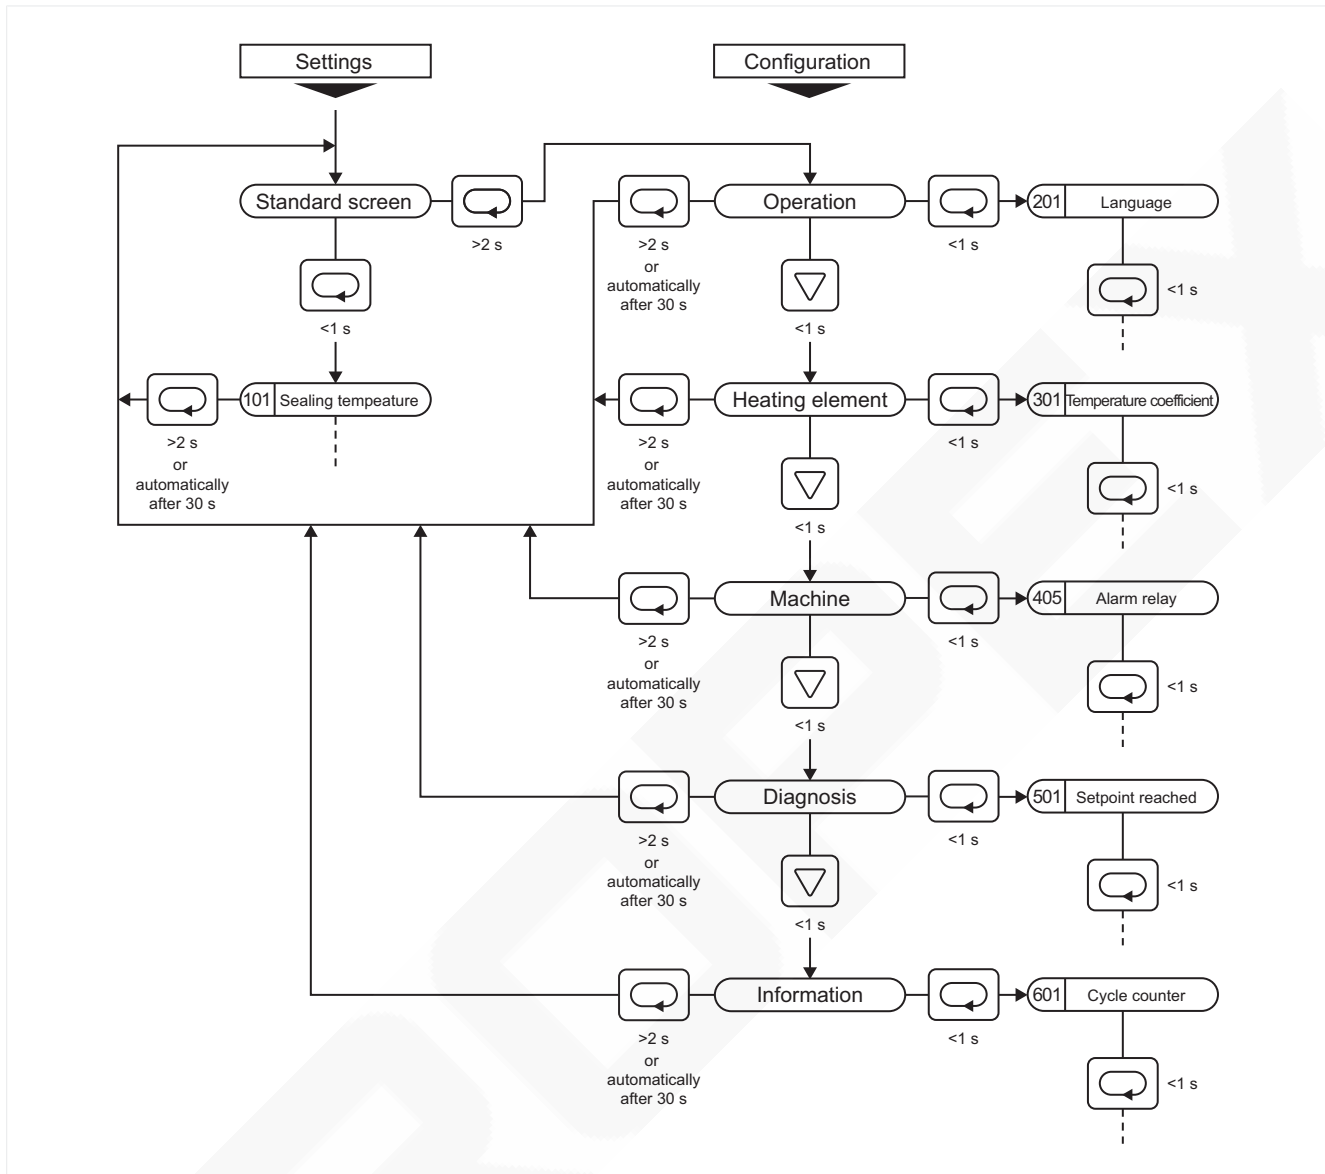 Settings
Configuration
Standard screen
>2 s
<1 s
101 Sealing tempeature
>2 s
or
automatically
after 30 s
Operation
>2 s
or
automatically
after 30 s
<1 s
201 Language
<1 s
<1 s
Heating element
>2 s
or
automatically
after 30 s
<1 s
301 Temperature coefficient
<1 s
<1 s
Machine
>2 s
or
automatically
after 30 s
<1 s
405 Alarm relay
<1 s
<1 s
Diagnosis
>2 s
or
automatically
after 30 s
<1 s
501 Setpoint reached
<1 s
<1 s
Information
>2 s
or
automatically
after 30 s
<1 s
601 Cycle counter
<1 s
ROPEX